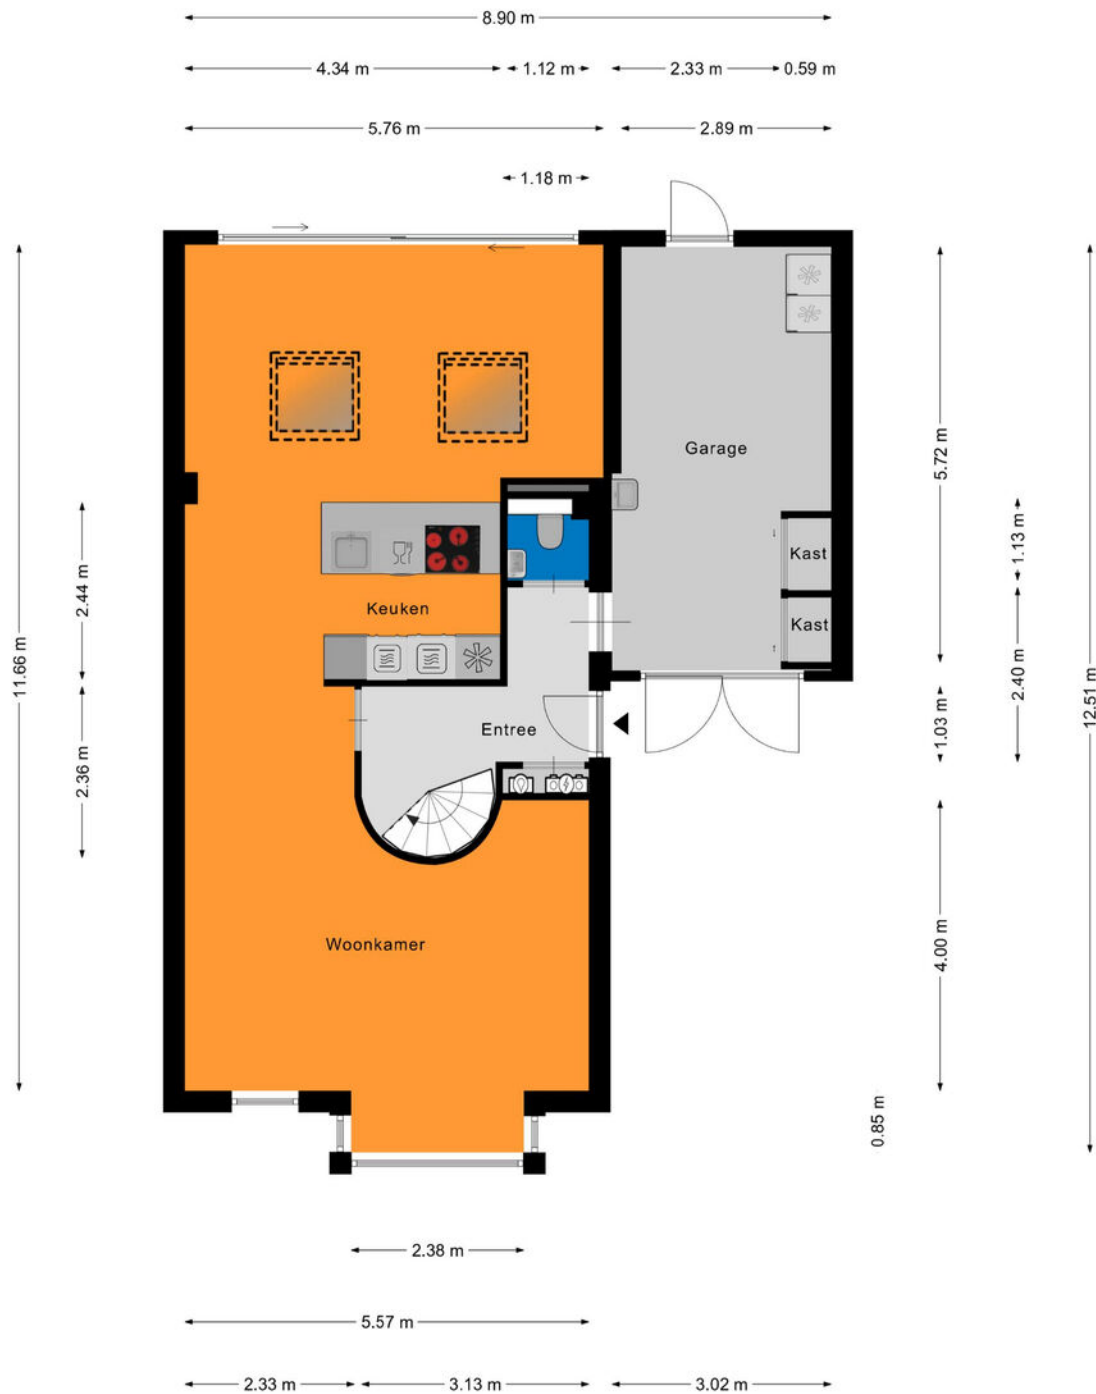 8.90 m
4.34 m 1.12 m 2.33 m 0.59 m
5.76 m 2.89 m
1.18 m
Garage
5.72 m
1.13 m
Kast
Keuken
Kast
2.44 m
11.66 m
2.40 m
12.51 m
Entree
1.03 m
2.36 m
Woonkamer
4.00 m
0.85 m
2.38 m
5.57 m
2.33 m 3.13 m 3.02 m